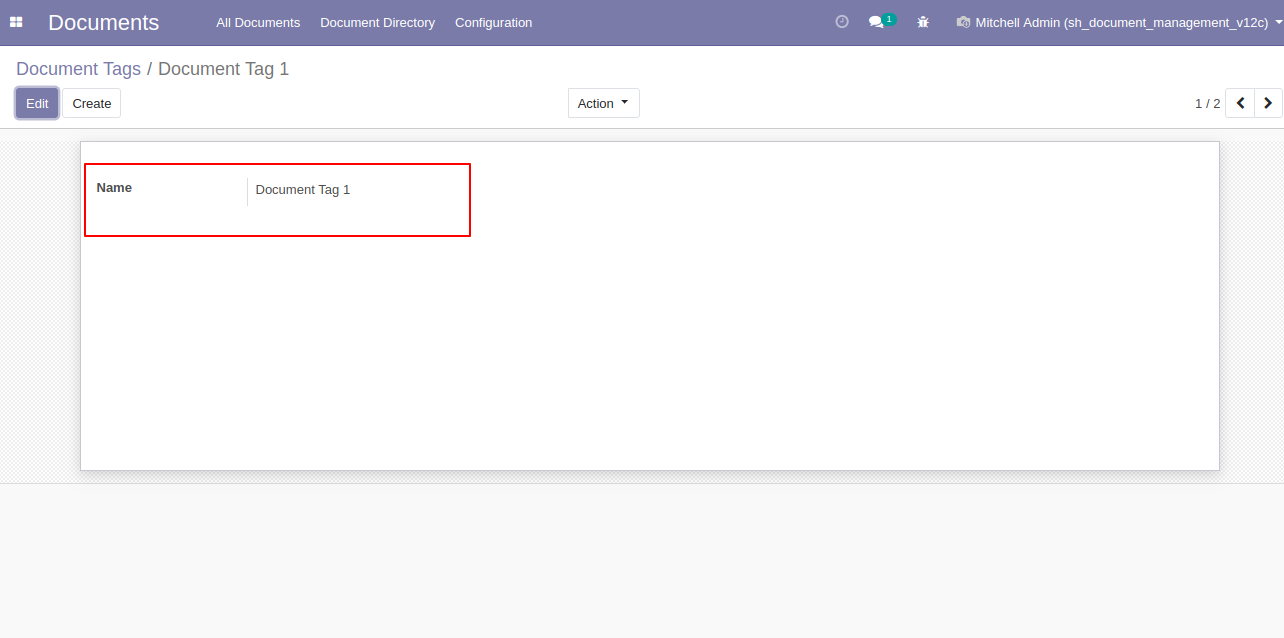 Documents All Documents Document Directory Configuration 1 Mitchell Admin (sh_document_management_v12c)
Document Tags / Document Tag 1
Edit Create Action 1 / 2
Name Document Tag 1